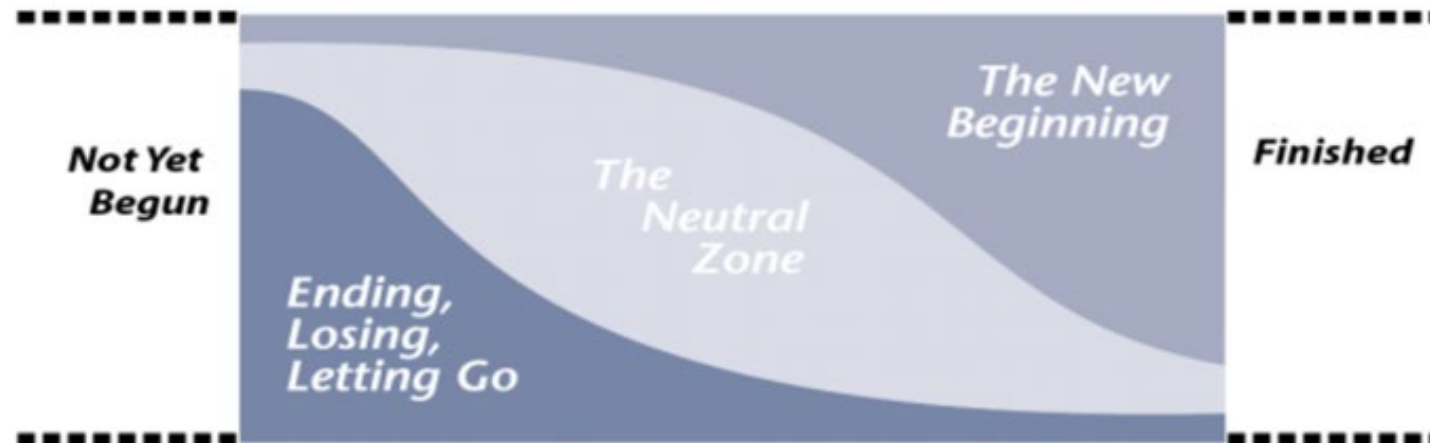 Not Yet
Begun
Ending,
Losing,
Letting Go
The
Neutral
Zone
The New
Beginning
Finished